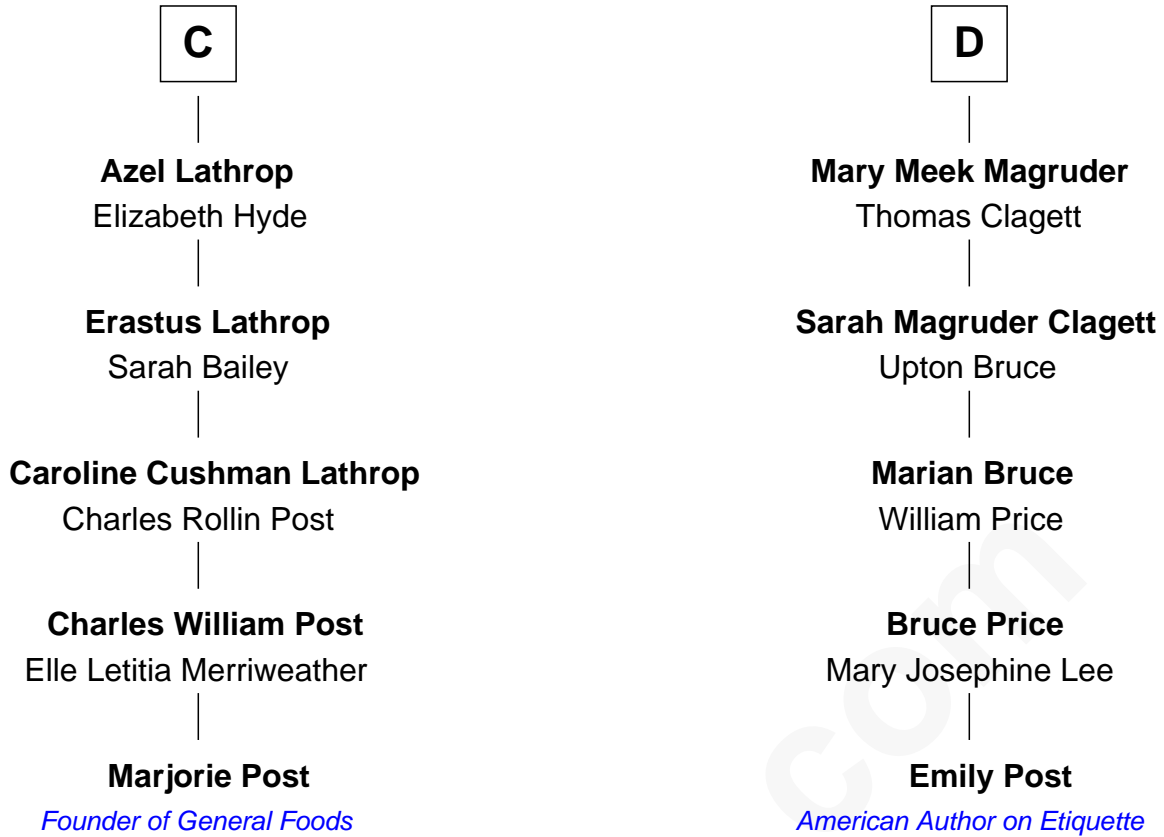 C
Azel Lathrop
Elizabeth Hyde
Erastus Lathrop
Sarah Bailey
Caroline Cushman Lathrop
Charles Rollin Post
Charles William Post
Elle Letitia Merriweather
Marjorie Post
Founder of General Foods
D
Mary Meek Magruder
Thomas Clagett
Sarah Magruder Clagett
Upton Bruce
Marian Bruce
William Price
Bruce Price
Mary Josephine Lee
Emily Post
American Author on Etiquette
com